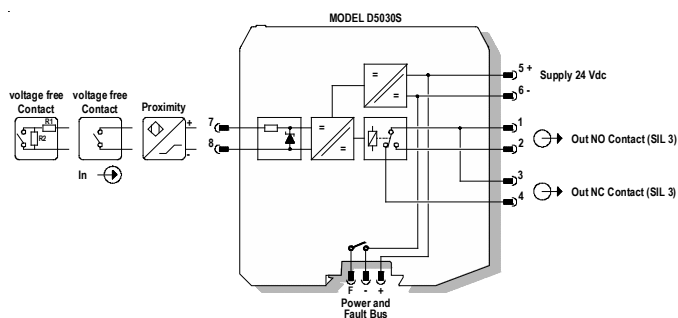 MODEL D5030S
voltage free
Contact
R1
R2
voltage free
Contact
In
Proximity
+
-
7
8
=
=
=
=
5 +
Supply 24 Vdc
6 -
1
Out NO Contact (SIL 3)
2
3
Out NC Contact (SIL 3)
4
F - +
Power and
Fault Bus